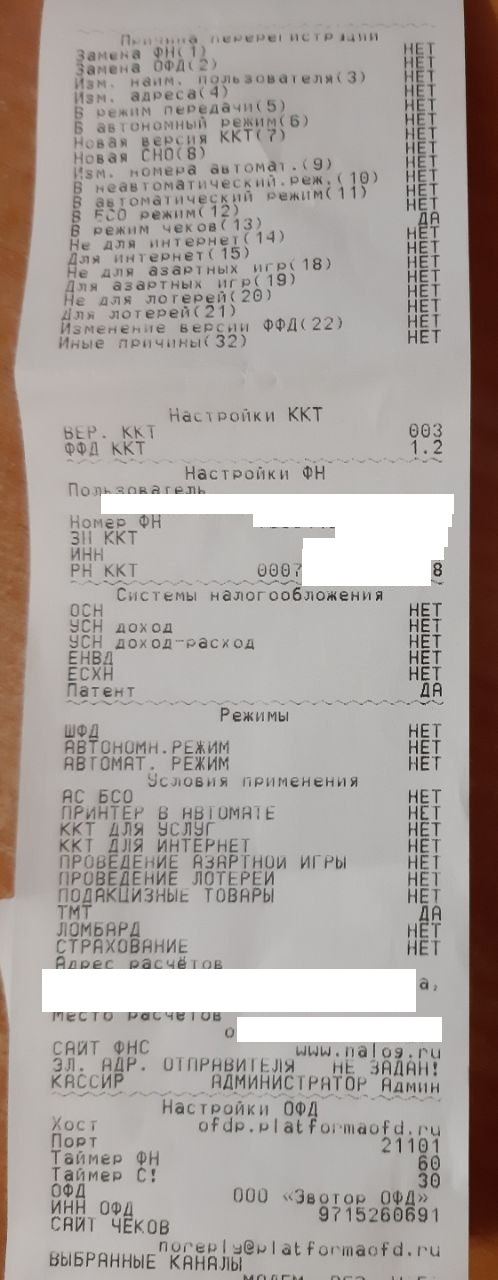 Причина перерегистрации
Замена ФН(1) НЕТ
Замена ОФД(2) НЕТ
Изм. наим. пользователя(3) НЕТ
Изм. адреса(4) НЕТ
В режим передачи(5) НЕТ
В автономный режим(6) НЕТ
Новая версия ККТ(7) НЕТ
Новая СНО(8) НЕТ
Изм. номера автомат.(9) НЕТ
В неавтоматический.реж.(10) НЕТ
В автоматический режим(11) НЕТ
В БСО режим(12) НЕТ
В режим чеков(13) ДА
Не для интернет(14) НЕТ
Для интернет(15) НЕТ
Не для азартных игр(18) НЕТ
Для азартных игр(19) НЕТ
Не для лотерей(20) НЕТ
Для лотерей(21) НЕТ
Изменение версии ФФД(22) НЕТ
Иные причины(32) НЕТ
Настройки ККТ
ВЕР. ККТ 003
ФФД ККТ 1.2
Настройки ФН
Пользователь
Номер ФН
ЗН ККТ
ИНН
РН ККТ 0007 8
Системы налогообложения
ОСН НЕТ
УСН доход НЕТ
УСН доход-расход НЕТ
ЕНВД НЕТ
ЕСХН НЕТ
Патент ДА
Режимы
ШФД НЕТ
АВТОНОМН.РЕЖИМ НЕТ
АВТОМАТ. РЕЖИМ НЕТ
Условия применения
АС БСО НЕТ
ПРИНТЕР В АВТОМАТЕ НЕТ
ККТ ДЛЯ УСЛУГ НЕТ
ККТ ДЛЯ ИНТЕРНЕТ НЕТ
ПРОВЕДЕНИЕ АЗАРТНОЙ ИГРЫ НЕТ
ПРОВЕДЕНИЕ ЛОТЕРЕИ НЕТ
ПОДАКЦИЗНЫЕ ТОВАРЫ НЕТ
ТМТ ДА
ЛОМБАРД НЕТ
СТРАХОВАНИЕ НЕТ
Адрес расчётов
а,
Место расчетов
о
САЙТ ФНС www.nalog.ru
ЭЛ. АДР. ОТПРАВИТЕЛЯ НЕ ЗАДАН!
КАССИР АДМИНИСТРАТОР Админ
Настройки ОФД
Хост ofdp.platformaofd.ru
Порт 21101
Таймер ФН 60
Таймер С! 30
ОФД ООО «Эвотор ОФД»
ИНН ОФД 9715260691
САЙТ ЧЕКОВ
noreply@platformaofd.ru
ВЫБРАННЫЕ КАНАЛЫ